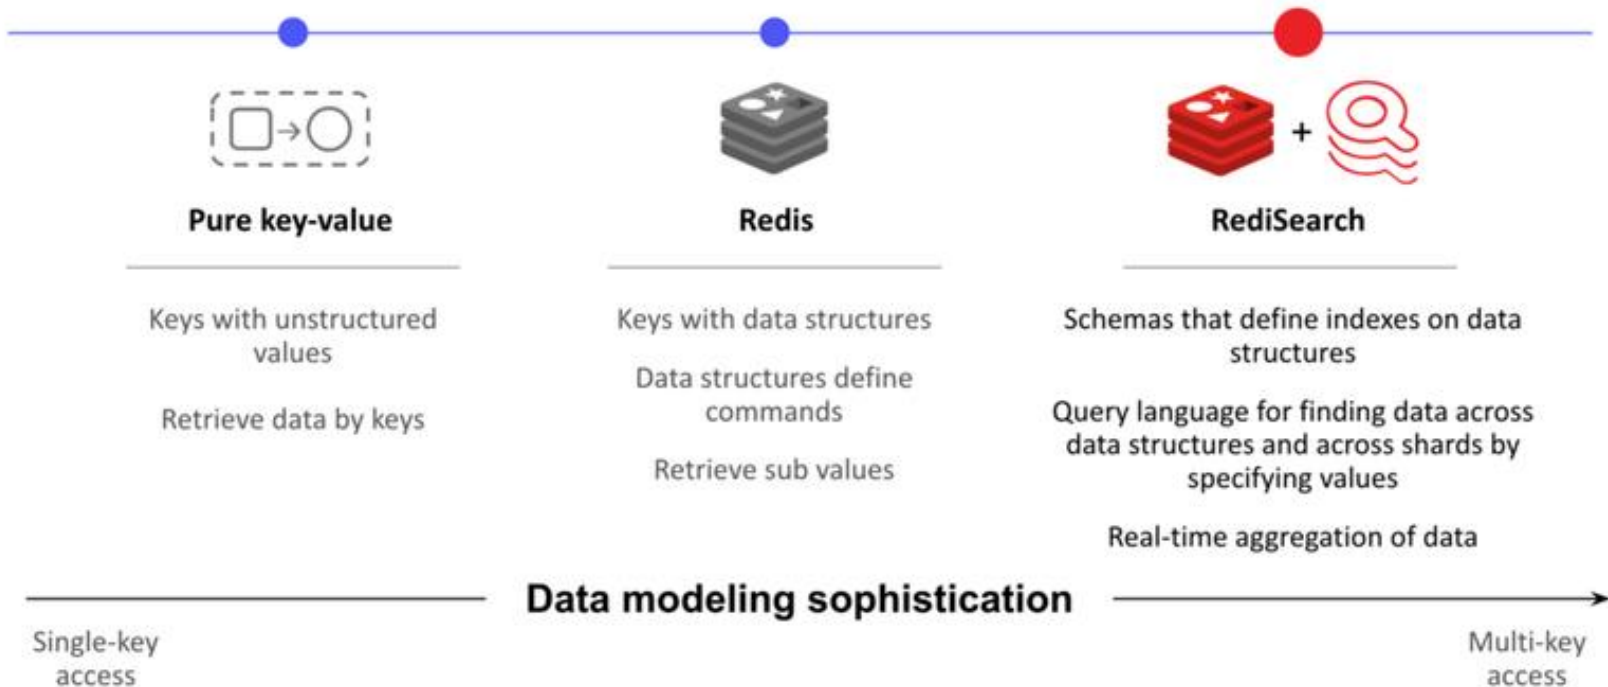 Pure key-value
Keys with unstructured
values
Retrieve data by keys
Redis
Keys with data structures
Data structures define
commands
Retrieve sub values
RediSearch
Schemas that define indexes on data
structures
Query language for finding data across
data structures and across shards by
specifying values
Real-time aggregation of data
Data modeling sophistication
Single-key
access
Multi-key
access